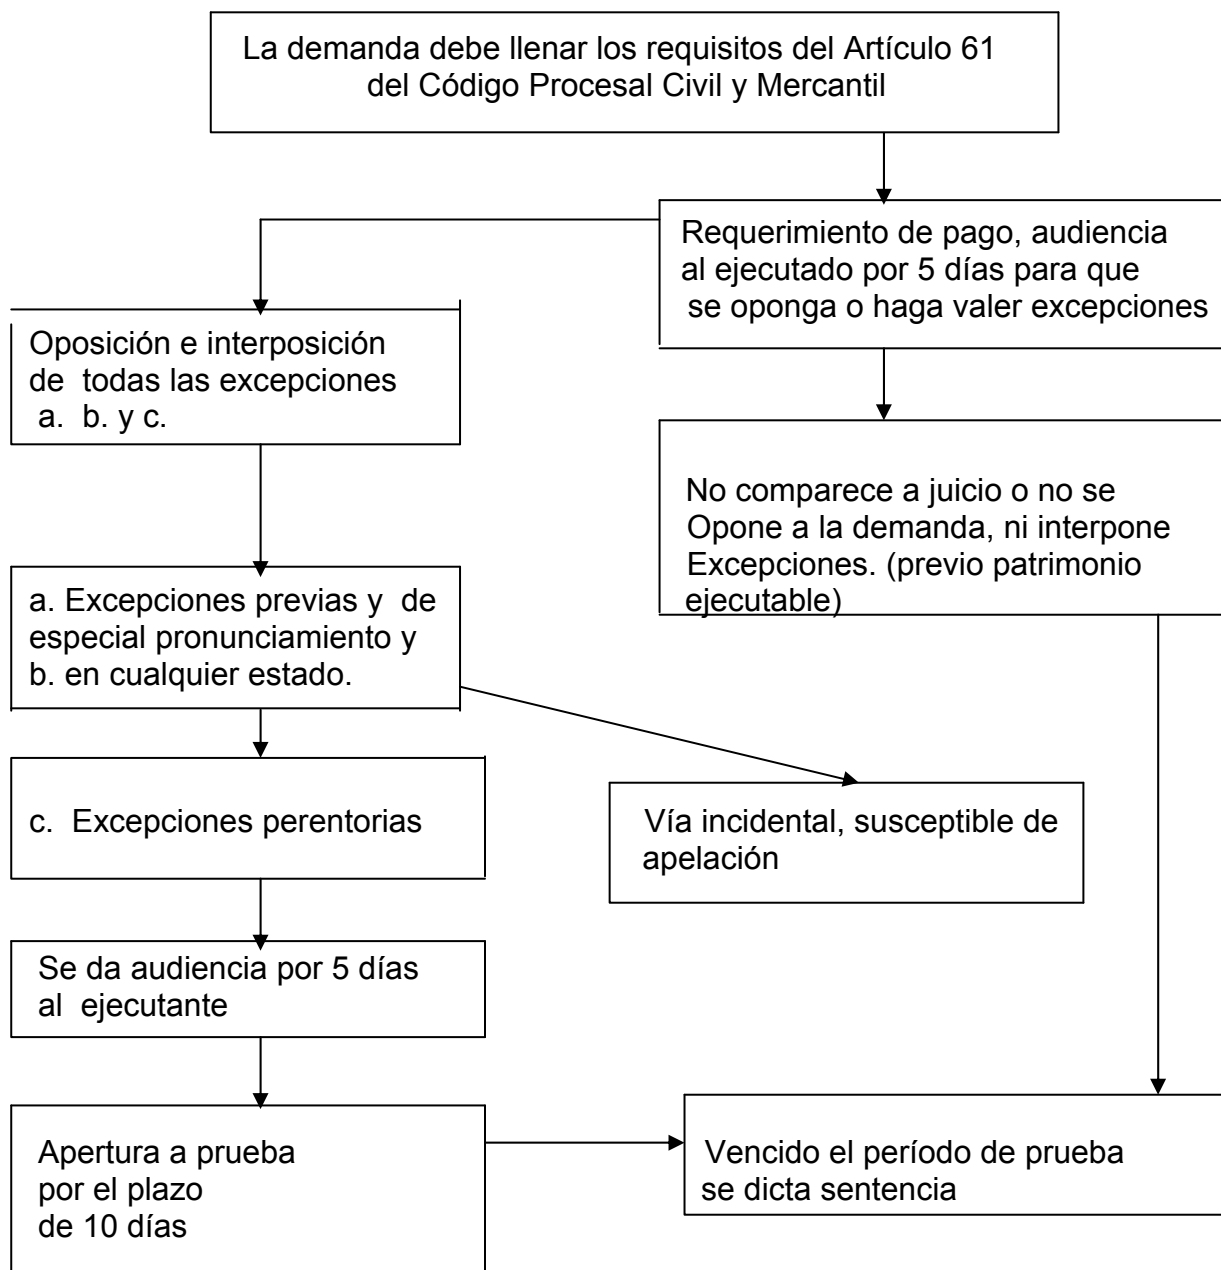 La demanda debe llenar los requisitos del Artículo 61
del Código Procesal Civil y Mercantil
Requerimiento de pago, audiencia
al ejecutado por 5 días para que
se oponga o haga valer excepciones
Oposición e interposición
de todas las excepciones
a. b. y c.
No comparece a juicio o no se
Opone a la demanda, ni interpone
Excepciones. (previo patrimonio
ejecutable)
a. Excepciones previas y de
especial pronunciamiento y
b. en cualquier estado.
c. Excepciones perentorias
Vía incidental, susceptible de
apelación
Se da audiencia por 5 días
al ejecutante
Apertura a prueba
por el plazo
de 10 días
Vencido el período de prueba
se dicta sentencia